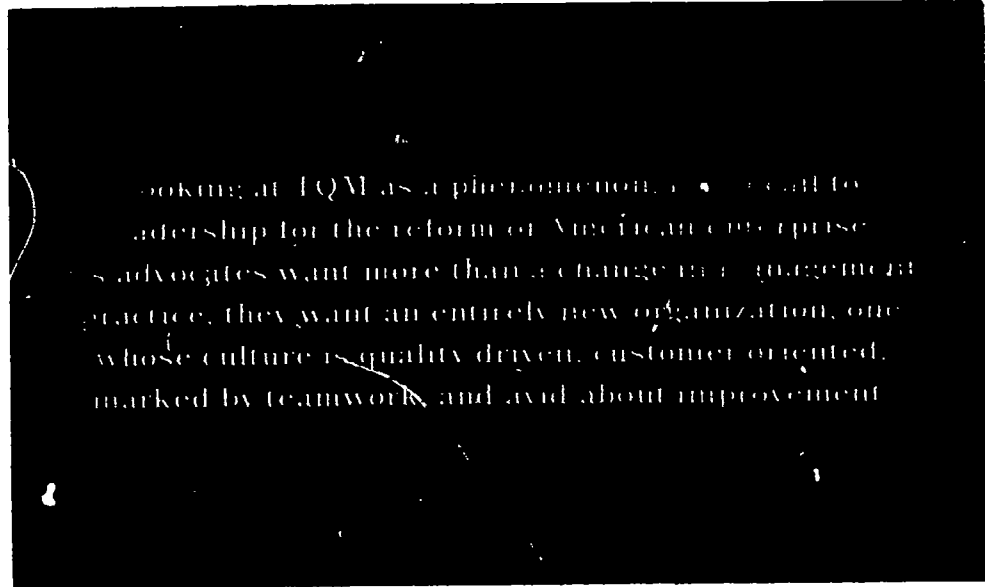 ooking at TQM as a phenomenon, call to
adership for the reform of American enterprise
s advocates want more than a change in management
practice, they want an entirely new organization, one
whose culture is quality driven, customer oriented,
marked by teamwork, and avid about improvement